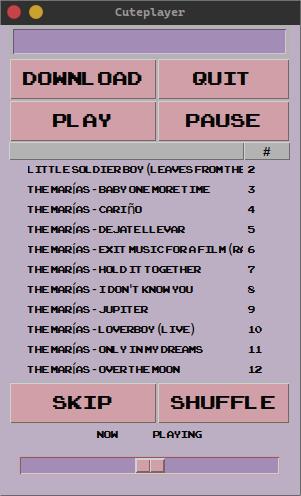 Cuteplayer
DOWNLOAD QUIT
PLAY PAUSE
#
LITTLE SOLDIER BOY (LEAVES FROM THE 2
THE MARÍAS - BABY ONE MORE TIME 3
THE MARÍAS - CARIÑO 4
THE MARÍAS - DEJATE LLEVAR 5
THE MARÍAS - EXIT MUSIC FOR A FILM (RA 6
THE MARÍAS - HOLD IT TOGETHER 7
THE MARÍAS - I DON'T KNOW YOU 8
THE MARÍAS - JUPITER 9
THE MARÍAS - LOVERBOY (LIVE) 10
THE MARÍAS - ONLY IN MY DREAMS 11
THE MARÍAS - OVER THE MOON 12
SKIP SHUFFLE
NOW PLAYING